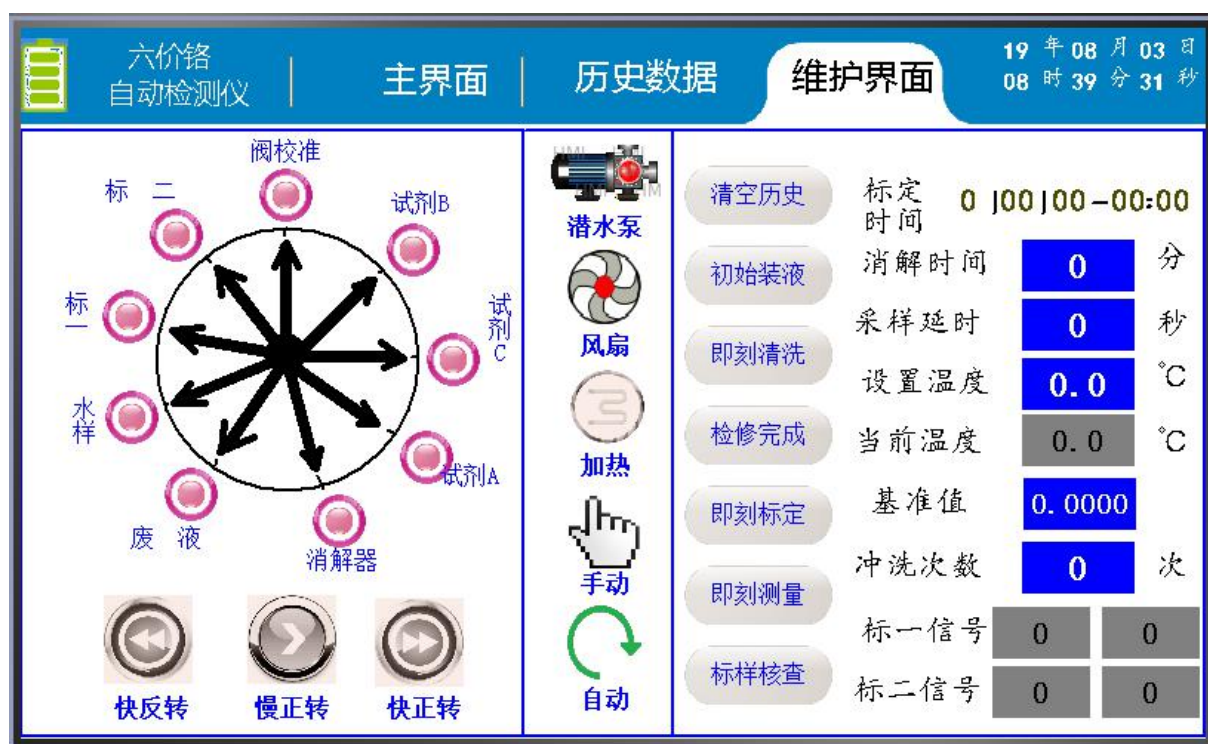 六价铬
自动检测仪
主界面
历史数据
维护界面
19 年 08 月 03 日
08 时 39 分 31 秒
阀校准
标 二
试剂B
标一
试剂C
水样
试剂A
废 液
消解器
快反转
慢正转
快正转
HMI
潜水泵
风扇
加热
手动
自动
清空历史
初始装液
即刻清洗
检修完成
即刻标定
即刻测量
标样核查
标定
时间
0 |00|00-00:00
消解时间 0 分
采样延时 0 秒
设置温度 0.0 ℃
当前温度 0.0 ℃
基准值 0.0000
冲洗次数 0 次
标一信号 0 0
标二信号 0 0